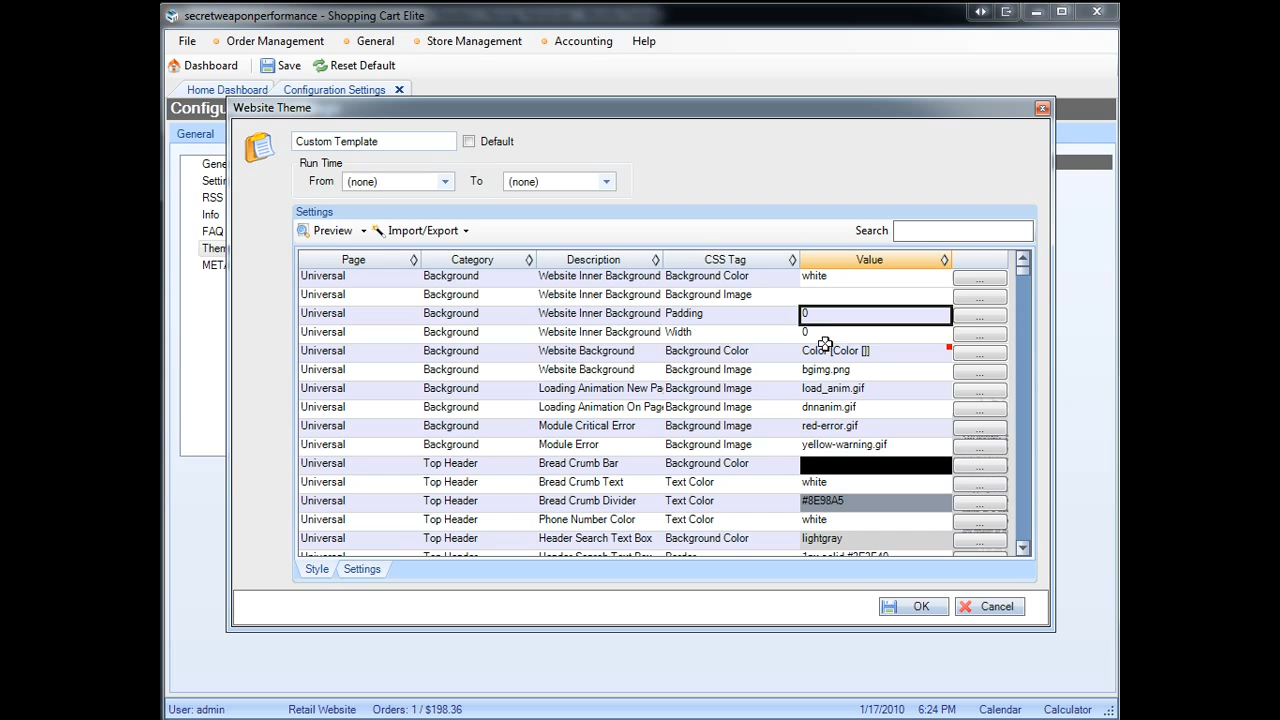 secretweaponperformance - Shopping Cart Elite
File Order Management General Store Management Accounting Help
Dashboard Save Reset Default
Home Dashboard Configuration Settings
Configu
Website Theme
General
Custom Template Default
Run Time
From (none) To (none)
Gene
Settir
RSS
Info
FAQ
Them
MET
Settings
Preview Import/Export Search
Page Category Description CSS Tag Value
Universal Background Website Inner Background Background Color white ...
Universal Background Website Inner Background Background Image ...
Universal Background Website Inner Background Padding 0 ...
Universal Background Website Inner Background Width 0 ...
Universal Background Website Background Background Color Color [Color []] ...
Universal Background Website Background Background Image bgimg.png ...
Universal Background Loading Animation New Pa Background Image load_anim.gif ...
Universal Background Loading Animation On Page Background Image dnnanim.gif ...
Universal Background Module Critical Error Background Image red-error.gif ...
Universal Background Module Error Background Image yellow-warning.gif ...
Universal Top Header Bread Crumb Bar Background Color ...
Universal Top Header Bread Crumb Text Text Color white ...
Universal Top Header Bread Crumb Divider Text Color #8E98A5 ...
Universal Top Header Phone Number Color Text Color white ...
Universal Top Header Header Search Text Box Background Color lightgray ...
Style Settings
OK Cancel
User: admin Retail Website Orders: 1 / $198.36 1/17/2010 6:24 PM Calendar Calculator